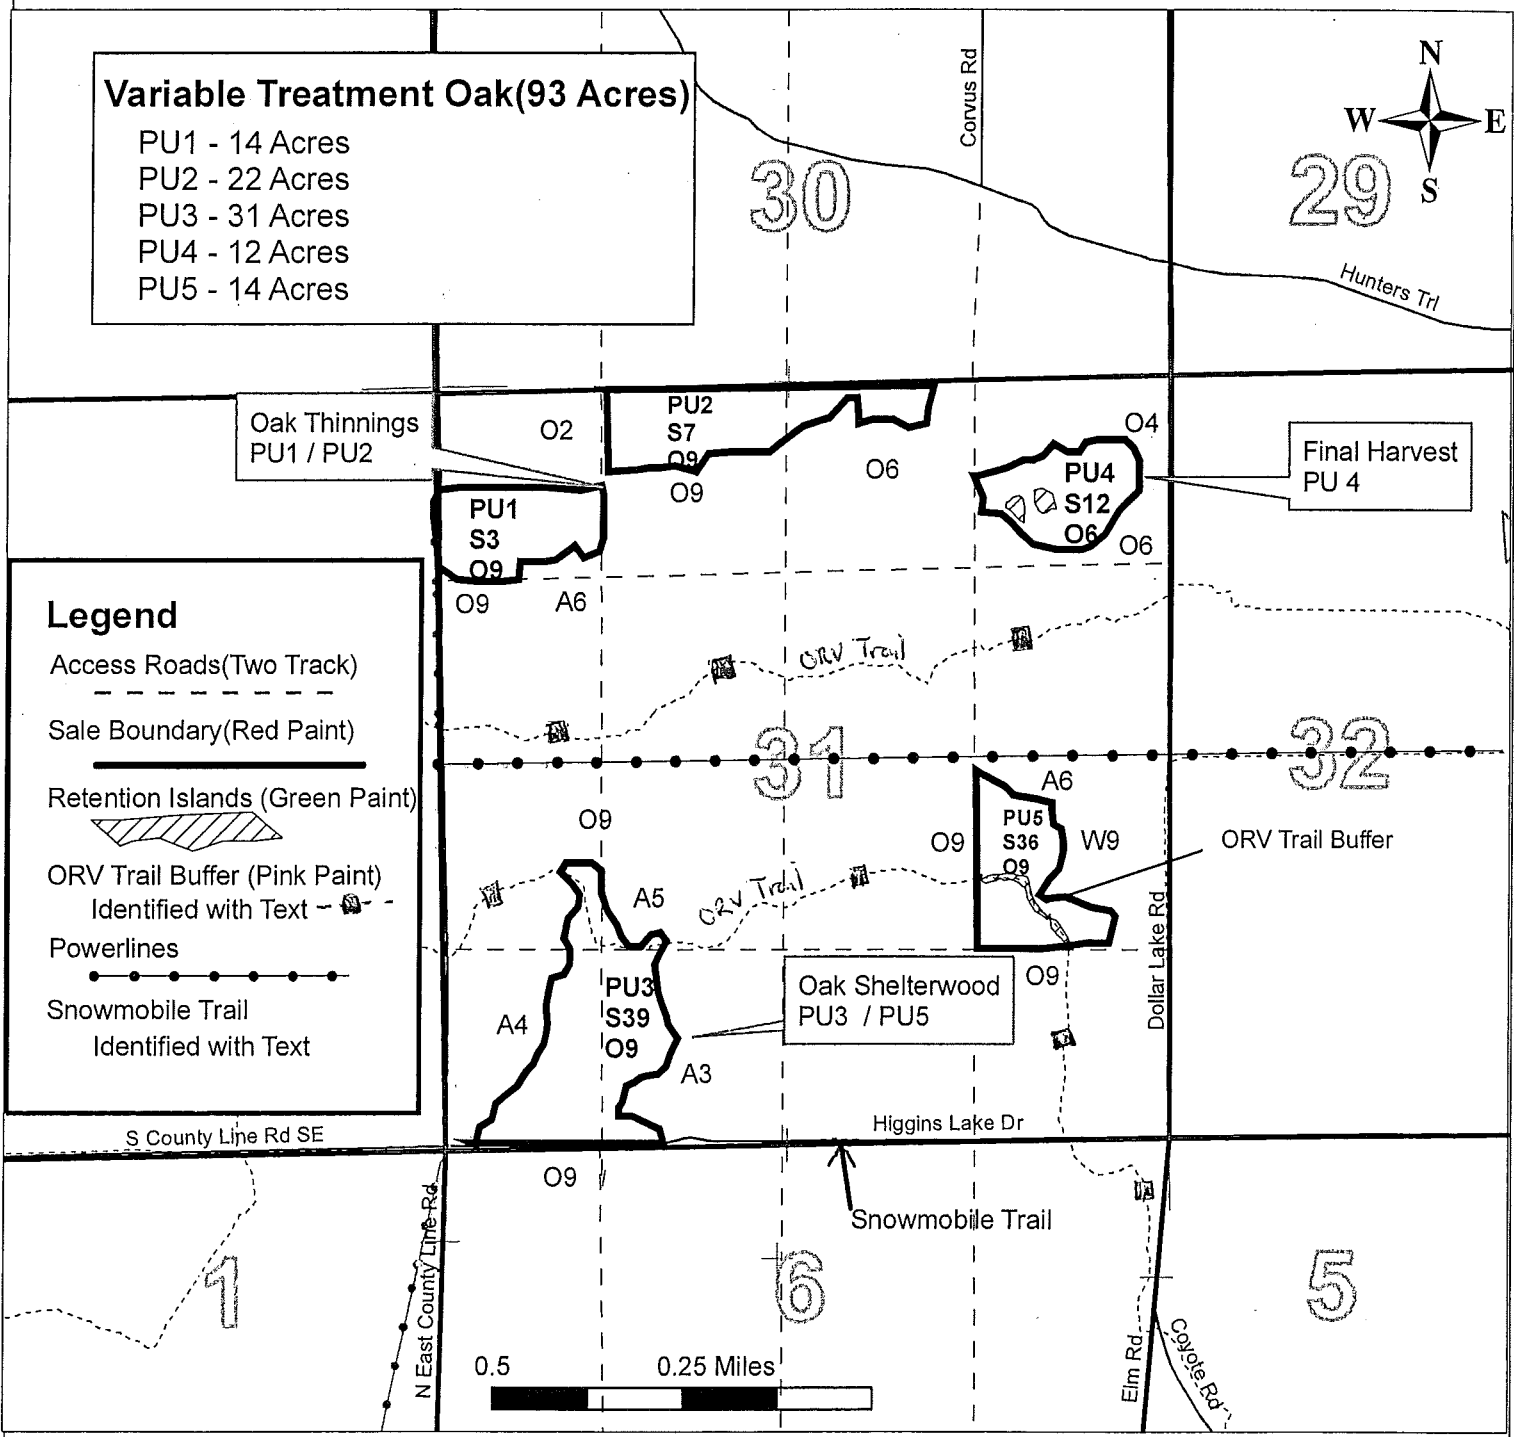 Variable Treatment Oak(93 Acres)
PU1 - 14 Acres
PU2 - 22 Acres
PU3 - 31 Acres
PU4 - 12 Acres
PU5 - 14 Acres
Corvus Rd
N
W E
S
30
29
Hunters Trl
Oak Thinnings
PU1 / PU2
O2
PU2
S7
O9
O9
O6
O4
PU4
S12
O6
O6
Final Harvest
PU 4
PU1
S3
O9
O9
A6
Legend
Access Roads(Two Track)
Sale Boundary(Red Paint)
Retention Islands (Green Paint)
ORV Trail Buffer (Pink Paint)
Identified with Text
Powerlines
Snowmobile Trail
Identified with Text
ORV Trail
31
32
O9
A6
PU5
S36
O9
O9
W9
ORV Trail Buffer
A5
ORV Trail
Dollar Lake Rd
O9
PU3
S39
O9
A4
A3
Oak Shelterwood
PU3 / PU5
S County Line Rd SE
Higgins Lake Dr
O9
Snowmobile Trail
N East County Line Rd
1
6
5
Elm Rd
Coyote Rd
0.5 0.25 Miles